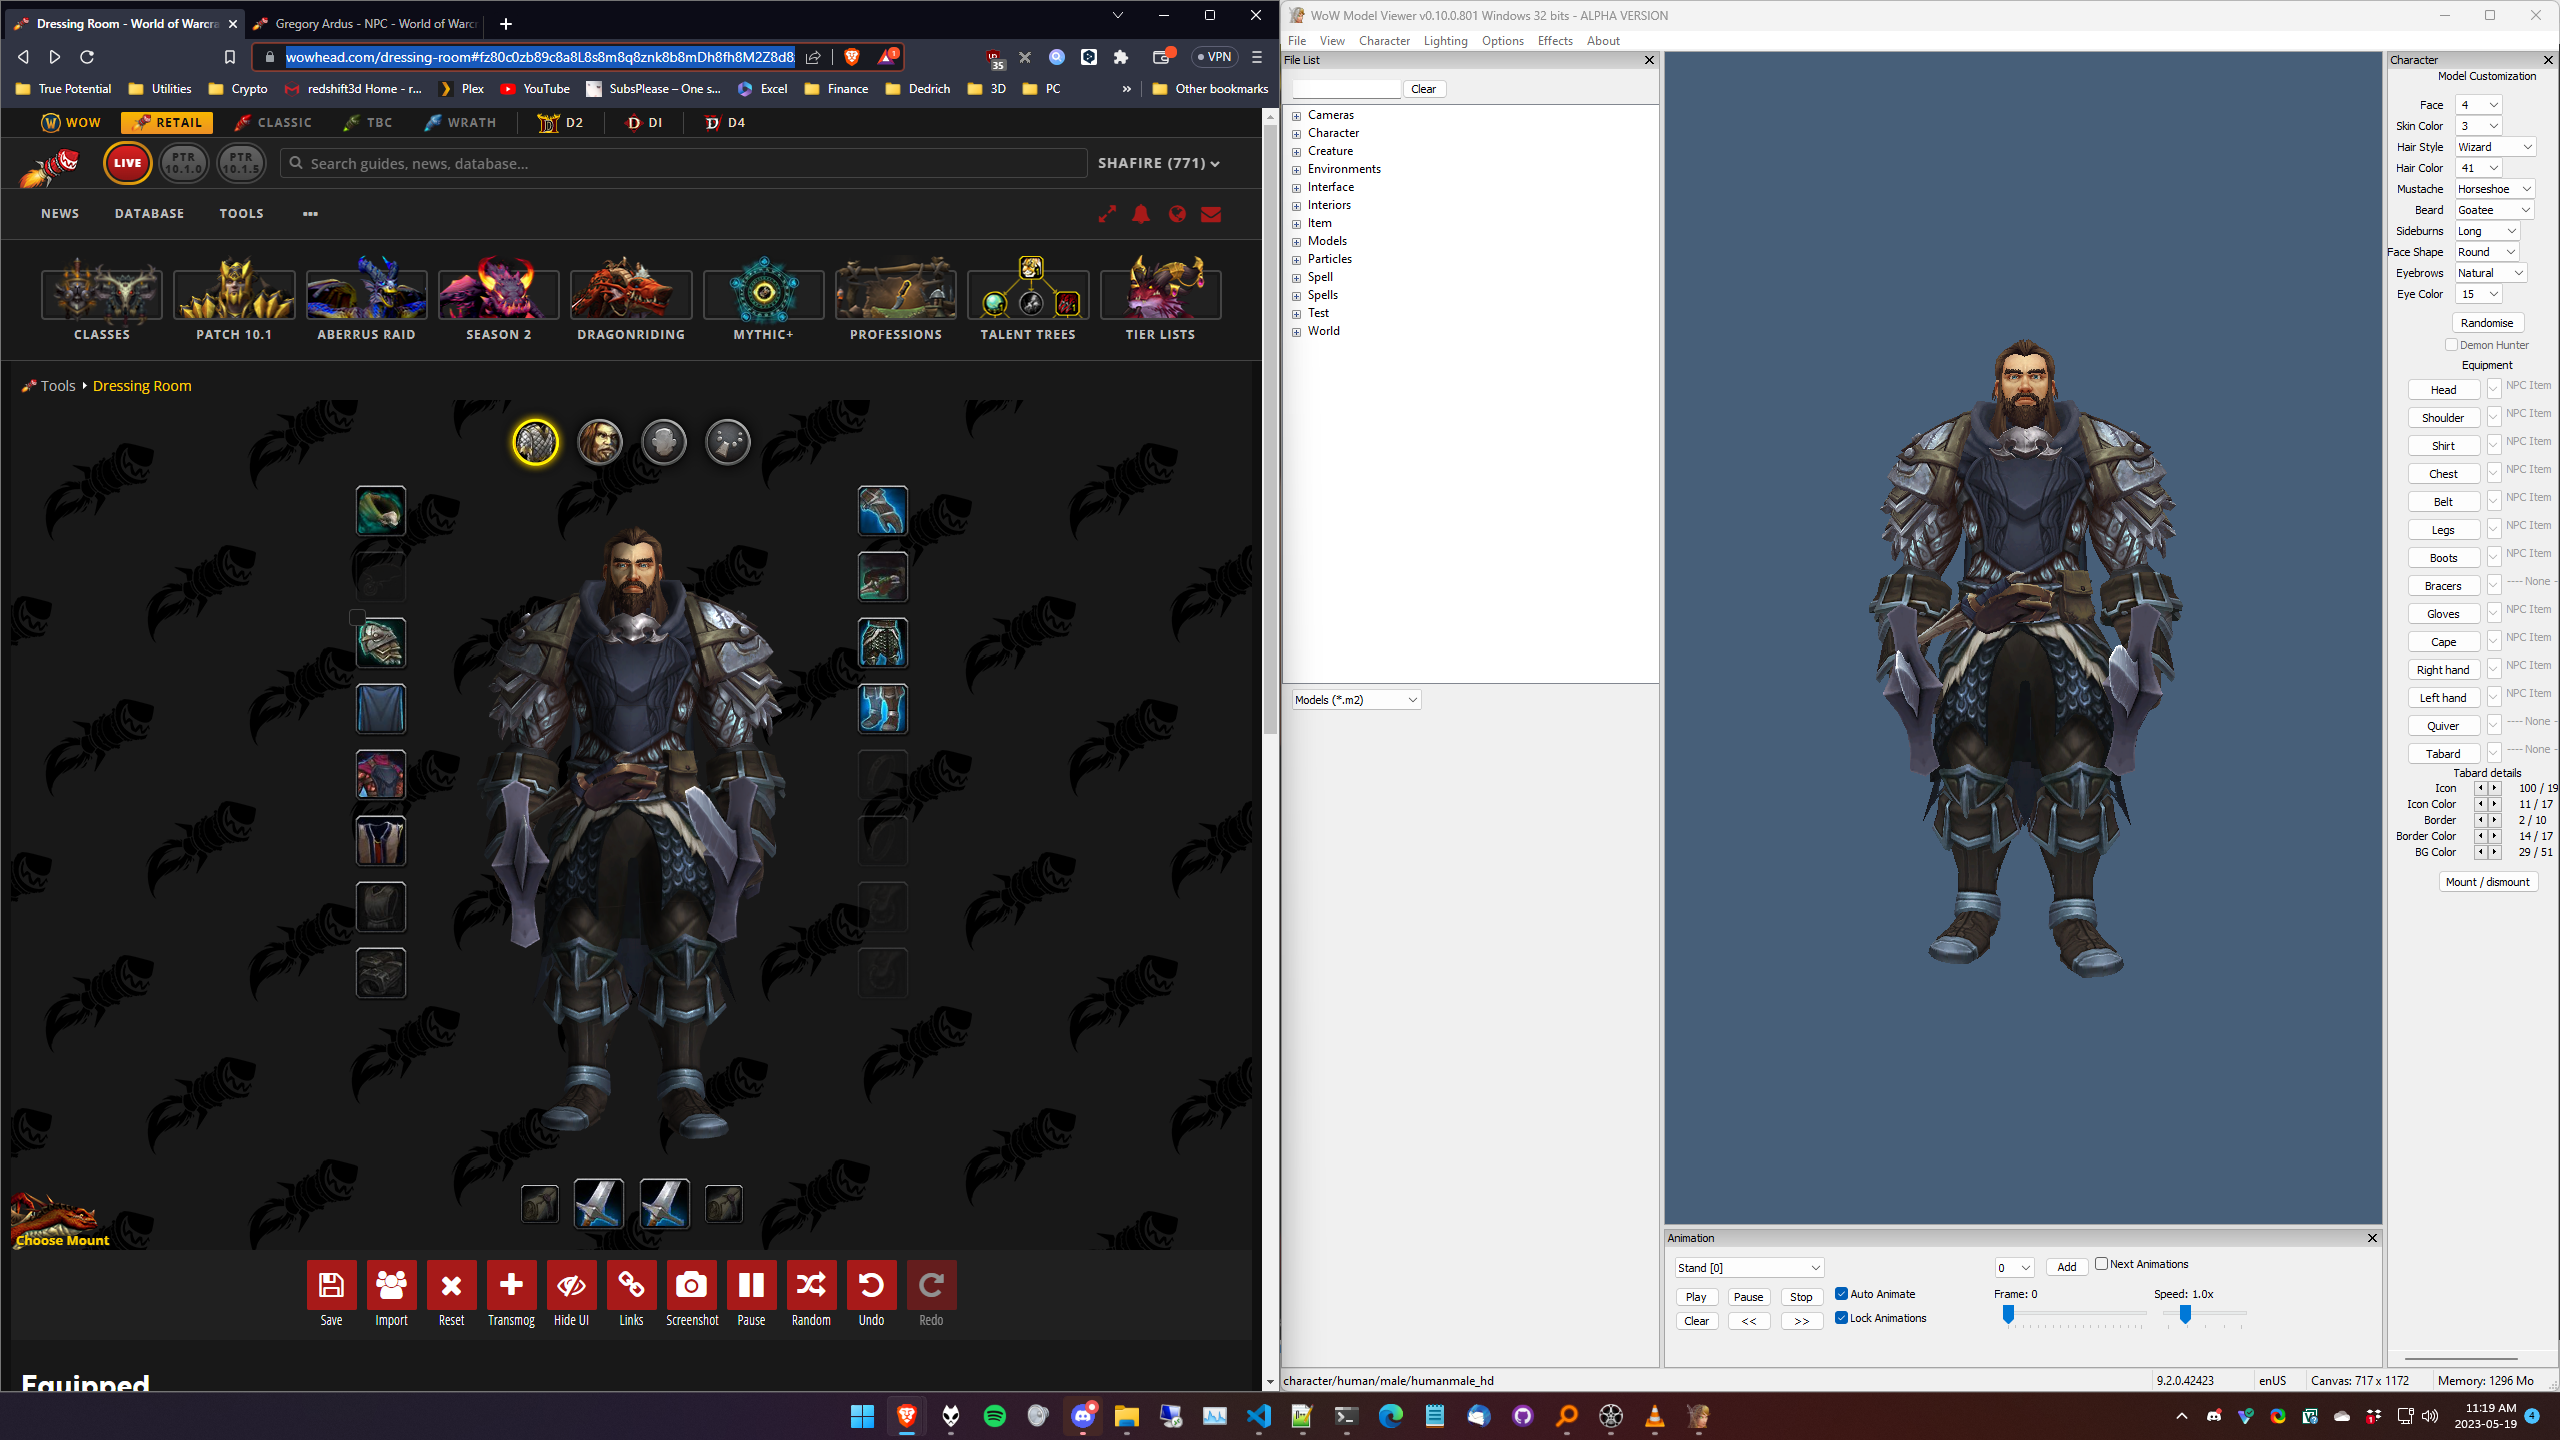 Dressing Room - World of Warcra
Gregory Ardus - NPC - World of Warc
wowhead.com/dressing-room#fz80c0zb89c8a8L8s8m8q8znk8b8mDh8fh8M2Z8d8
35
1
VPN
True Potential
Utilities
Crypto
redshift3d Home - r...
Plex
YouTube
SubsPlease – One s...
Excel
Finance
Dedrich
3D
PC
»
Other bookmarks
WOW
RETAIL
CLASSIC
TBC
WRATH
D2
DI
D4
LIVE
PTR 10.1.0
PTR 10.1.5
Search guides, news, database...
SHAFIRE (771)
NEWS
DATABASE
TOOLS
CLASSES
PATCH 10.1
ABERRUS RAID
SEASON 2
DRAGONRIDING
MYTHIC+
PROFESSIONS
TALENT TREES
TIER LISTS
Tools
Dressing Room
Choose Mount
Save
Import
Reset
Transmog
Hide UI
Links
Screenshot
Pause
Random
Undo
Redo
Equipped
WoW Model Viewer v0.10.0.801 Windows 32 bits - ALPHA VERSION
File
View
Character
Lighting
Options
Effects
About
File List
Clear
Cameras
Character
Creature
Environments
Interface
Interiors
Item
Models
Particles
Spell
Spells
Test
World
Models (*.m2)
Character
Model Customization
Face 4
Skin Color 3
Hair Style Wizard
Hair Color 41
Mustache Horseshoe
Beard Goatee
Sideburns Long
Face Shape Round
Eyebrows Natural
Eye Color 15
Randomise
Demon Hunter
Equipment
Head NPC Item
Shoulder NPC Item
Shirt NPC Item
Chest NPC Item
Belt NPC Item
Legs NPC Item
Boots NPC Item
Bracers ---- None -
Gloves NPC Item
Cape NPC Item
Right hand NPC Item
Left hand NPC Item
Quiver ---- None -
Tabard ---- None -
Tabard details
Icon 100 / 19
Icon Color 11 / 17
Border 2 / 10
Border Color 14 / 17
BG Color 29 / 51
Mount / dismount
Animation
Stand [0]
0
Add
Next Animations
Play
Pause
Stop
Auto Animate
Frame: 0
Speed: 1.0x
Clear
<<
>>
Lock Animations
character/human/male/humanmale_hd
9.2.0.42423
enUS
Canvas: 717 x 1172
Memory: 1296 Mo
11:19 AM
2023-05-19
4